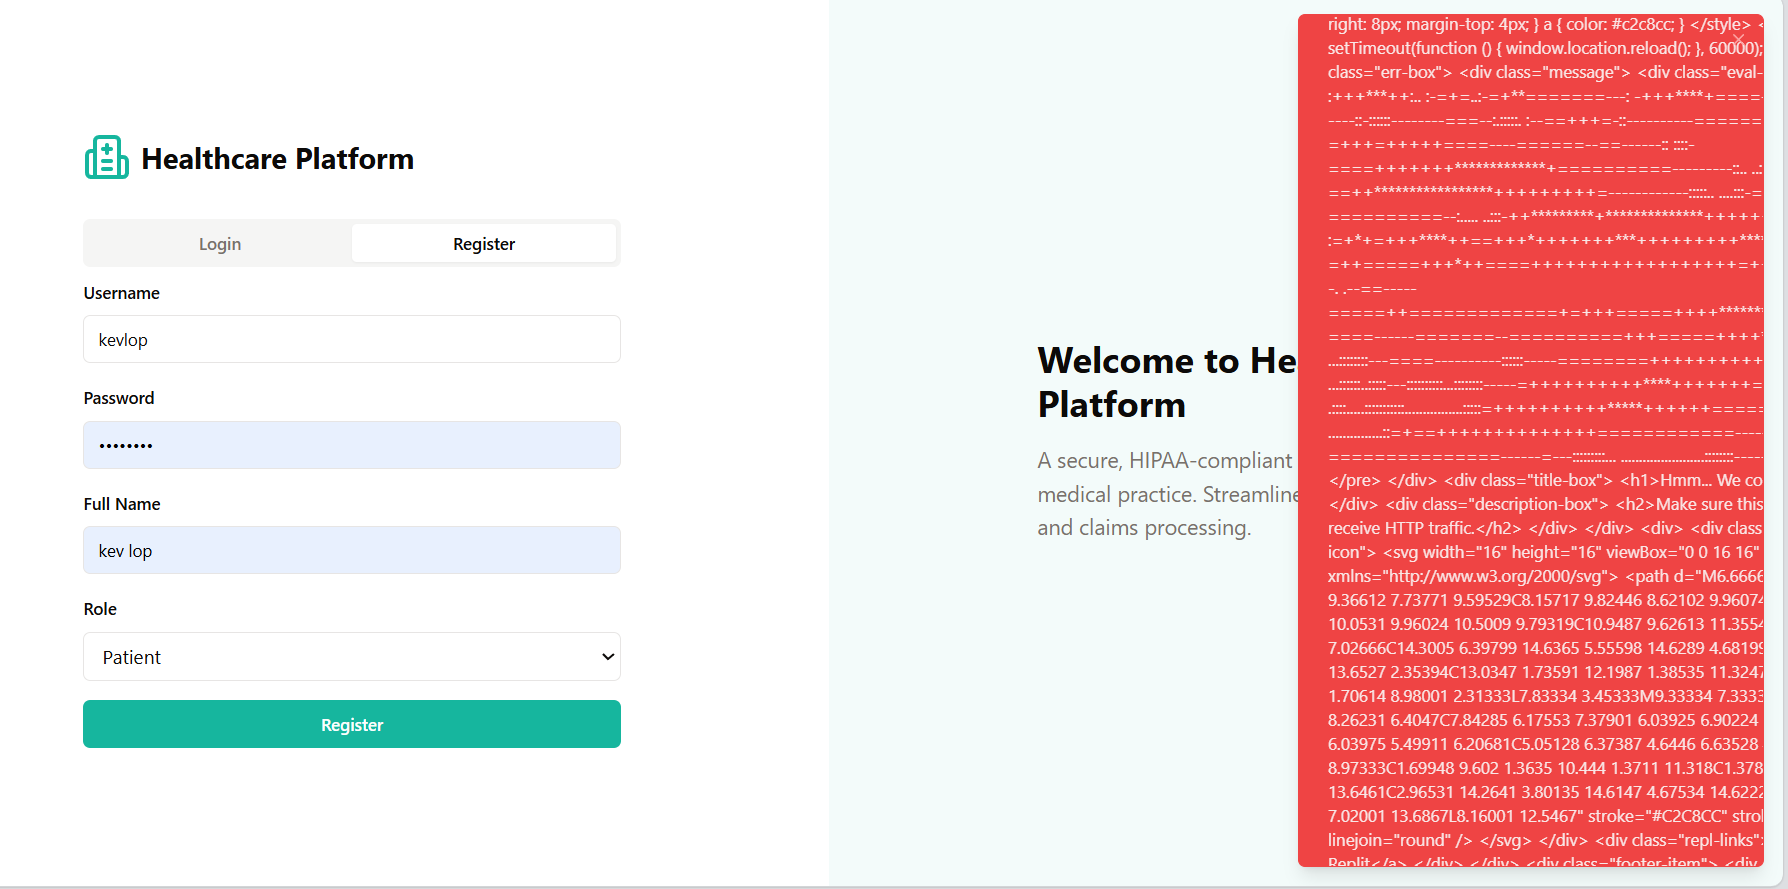 Healthcare Platform
Login
Register
Username
kevlop
Password
••••••••
Full Name
kev lop
Role
Patient
Register
Welcome to He
Platform
A secure, HIPAA-compliant
medical practice. Streamline
and claims processing.
right: 8px; margin-top: 4px; } a { color: #c2c8cc; } </style> <
setTimeout(function () { window.location.reload(); }, 60000);
class="err-box"> <div class="message"> <div class="eval-
</pre> </div> <div class="title-box"> <h1>Hmm... We co
</div> <div class="description-box"> <h2>Make sure this
receive HTTP traffic.</h2> </div> </div> <div> <div class
icon"> <svg width="16" height="16" viewBox="0 0 16 16"
xmlns="http://www.w3.org/2000/svg"> <path d="M6.6666
9.36612 7.73771 9.59529C8.15717 9.82446 8.62102 9.96074
10.0531 9.96024 10.5009 9.79319C10.9487 9.62613 11.3554
7.02666C14.3005 6.39799 14.6365 5.55598 14.6289 4.68199
13.6527 2.35394C13.0347 1.73591 12.1987 1.38535 11.3247
1.70614 8.98001 2.31333L7.83334 3.45333M9.33334 7.3333
8.26231 6.4047C7.84285 6.17553 7.37901 6.03925 6.90224
6.03975 5.49911 6.20681C5.05128 6.37387 4.6446 6.63528
8.97333C1.69948 9.602 1.3635 10.444 1.3711 11.318C1.378
13.6461C2.96531 14.2641 3.80135 14.6147 4.67534 14.6222
7.02001 13.6867L8.16001 12.5467" stroke="#C2C8CC" strol
linejoin="round" /> </svg> </div> <div class="repl-links"
Replit</a> </div> </div> <div class="footer-item"> <div